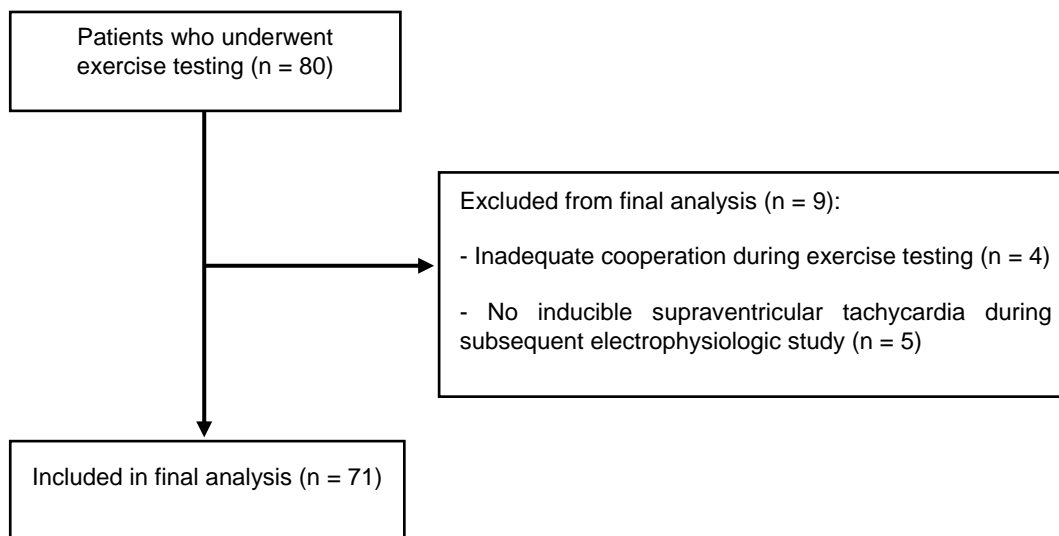 Patients who underwent
exercise testing (n = 80)
Excluded from final analysis (n = 9):
- Inadequate cooperation during exercise testing (n = 4)
- No inducible supraventricular tachycardia during
subsequent electrophysiologic study (n = 5)
Included in final analysis (n = 71)